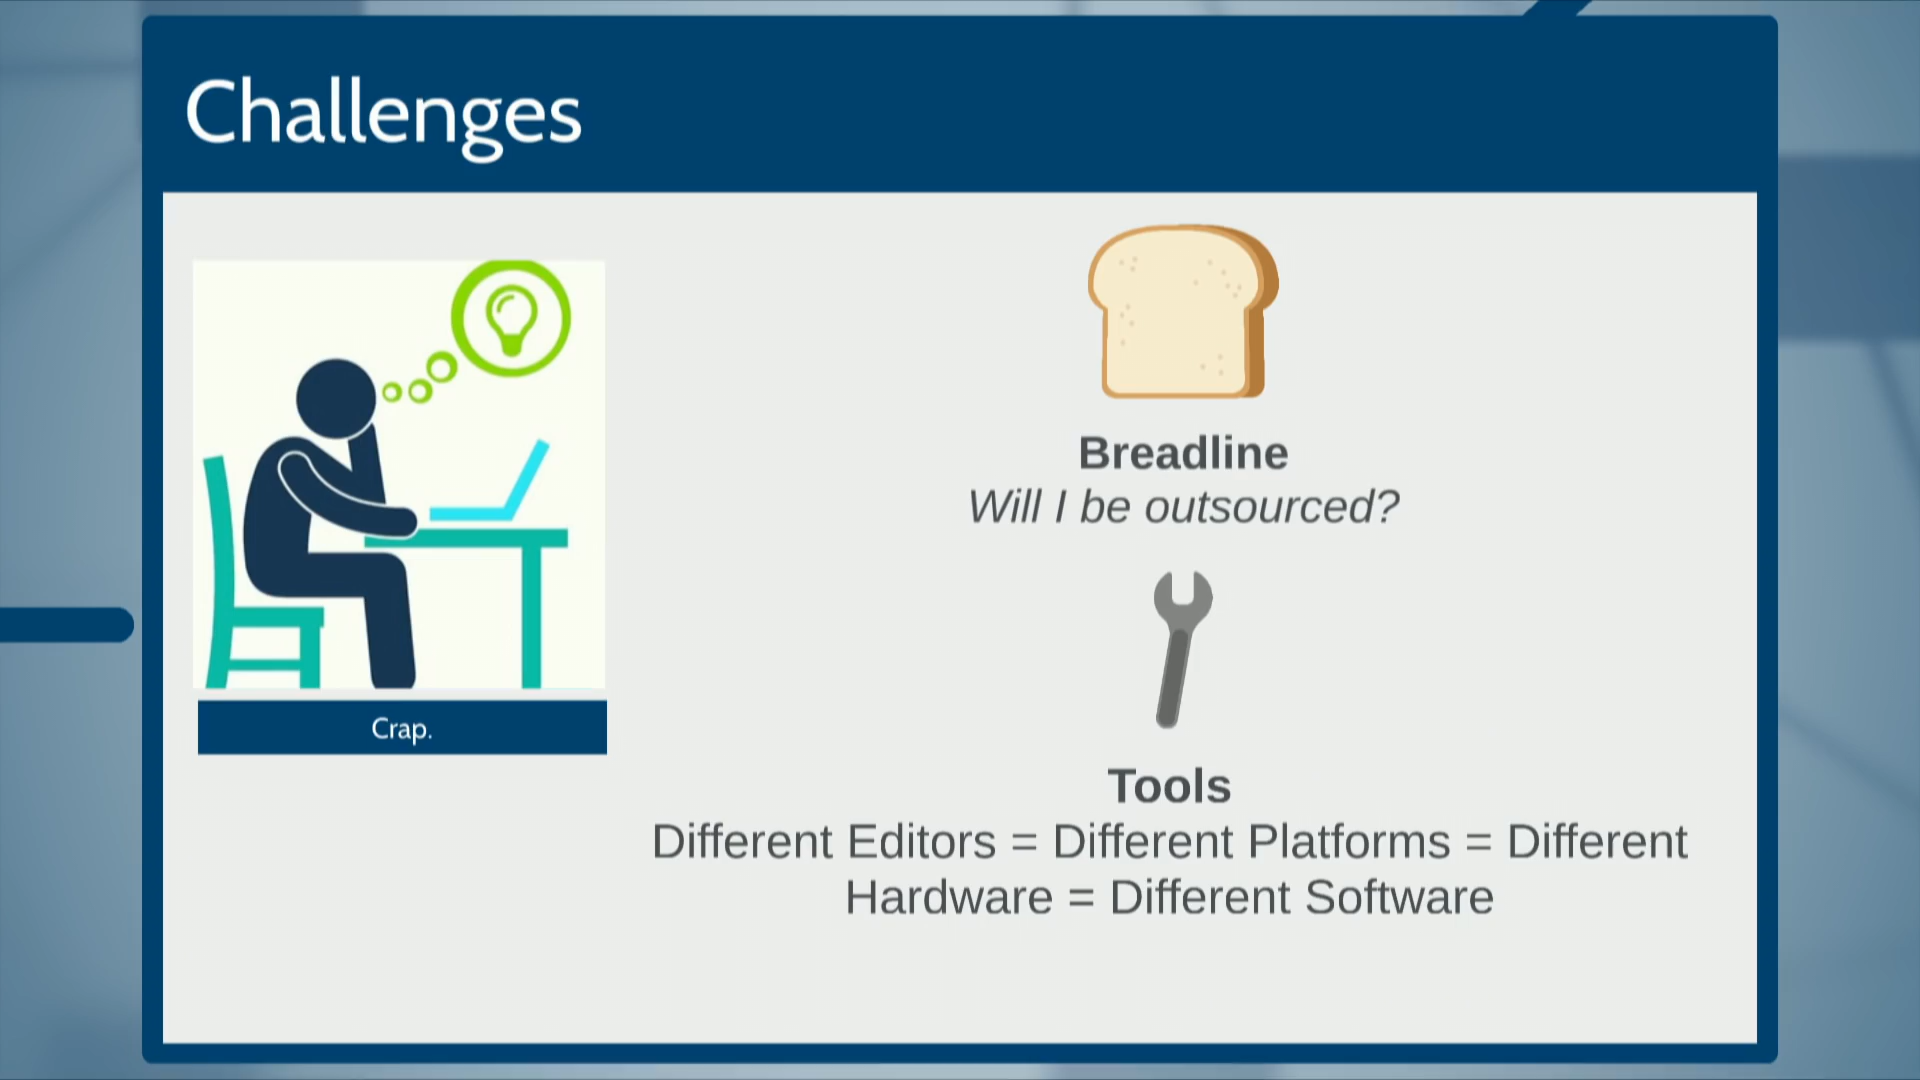 Challenges
Crap.
Breadline
Will I be outsourced?
Tools
Different Editors = Different Platforms = Different
Hardware = Different Software